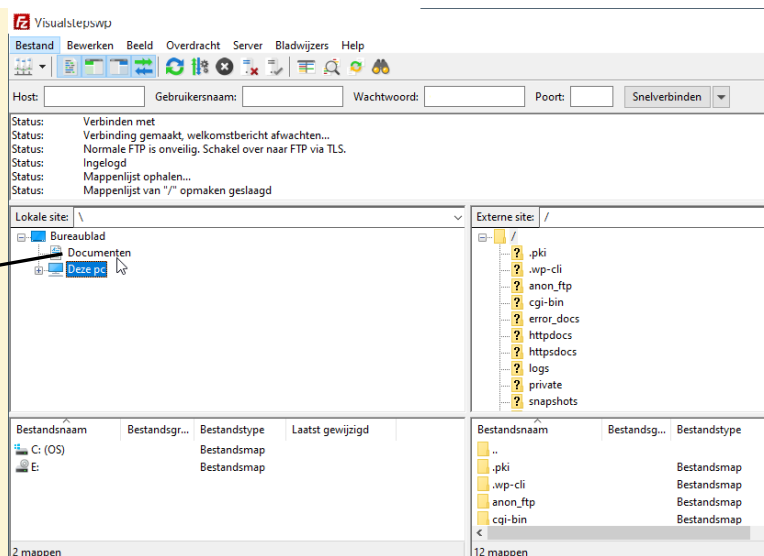 Visualstepswp
Bestand Bewerken Beeld Overdracht Server Bladwijzers Help
Host: Gebruikersnaam: Wachtwoord: Poort: Snelverbinden
Status: Verbinden met
Status: Verbinding gemaakt, welkomstbericht afwachten...
Status: Normale FTP is onveilig. Schakel over naar FTP via TLS.
Status: Ingelogd
Status: Mappenlijst ophalen...
Status: Mappenlijst van "/" opmaken geslaagd
Lokale site: \
Bureaublad
Documenten
Deze pc
Externe site: /
/
.pki
.wp-cli
anon_ftp
cgi-bin
error_docs
httpdocs
httpsdocs
logs
private
snapshots
Bestandsnaam Bestandsgr... Bestandstype Laatst gewijzigd
C: (OS) Bestandsmap
E: Bestandsmap
2 mappen
Bestandsnaam Bestandsg... Bestandstype
..
.pki Bestandsmap
.wp-cli Bestandsmap
anon_ftp Bestandsmap
cgi-bin Bestandsmap
12 mappen